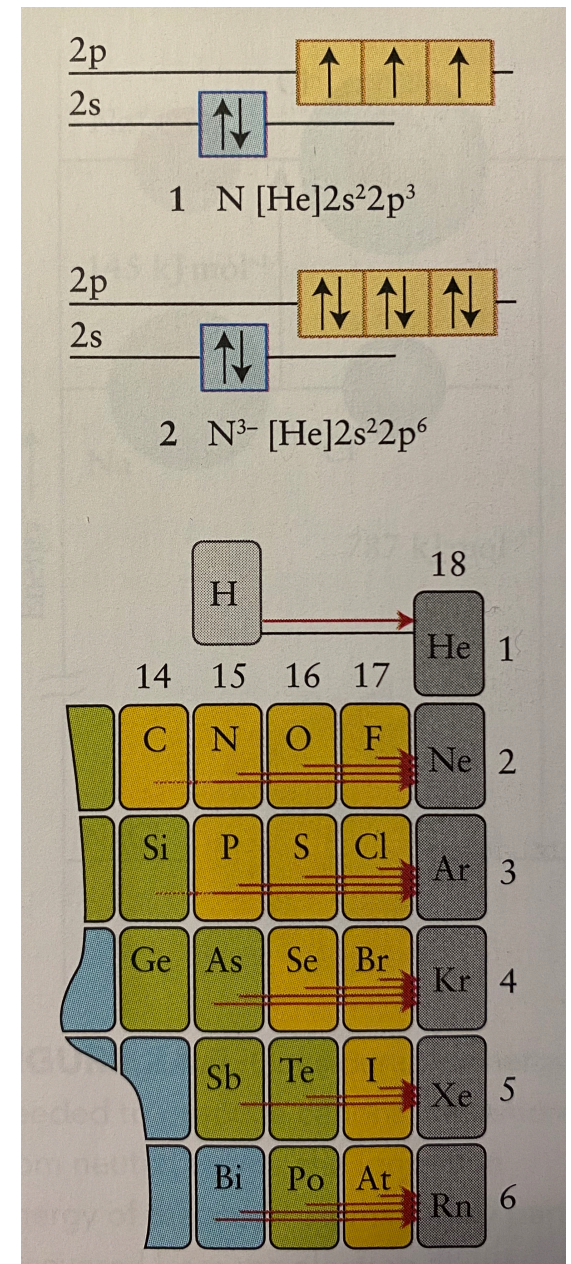 2p
2s
1 N [He]2s²2p³
2p
2s
2 N³⁻ [He]2s²2p⁶
18
H
He 1
14 15 16 17
C N O F Ne 2
Si P S Cl Ar 3
Ge As Se Br Kr 4
Sb Te I Xe 5
Bi Po At Rn 6